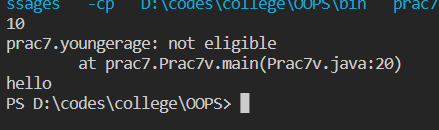 ssages' '-cp' 'D:\codes\college\OOPS\bin' 'prac7
10
prac7.youngerage: not eligible
        at prac7.Prac7v.main(Prac7v.java:20)
hello
PS D:\codes\college\OOPS>